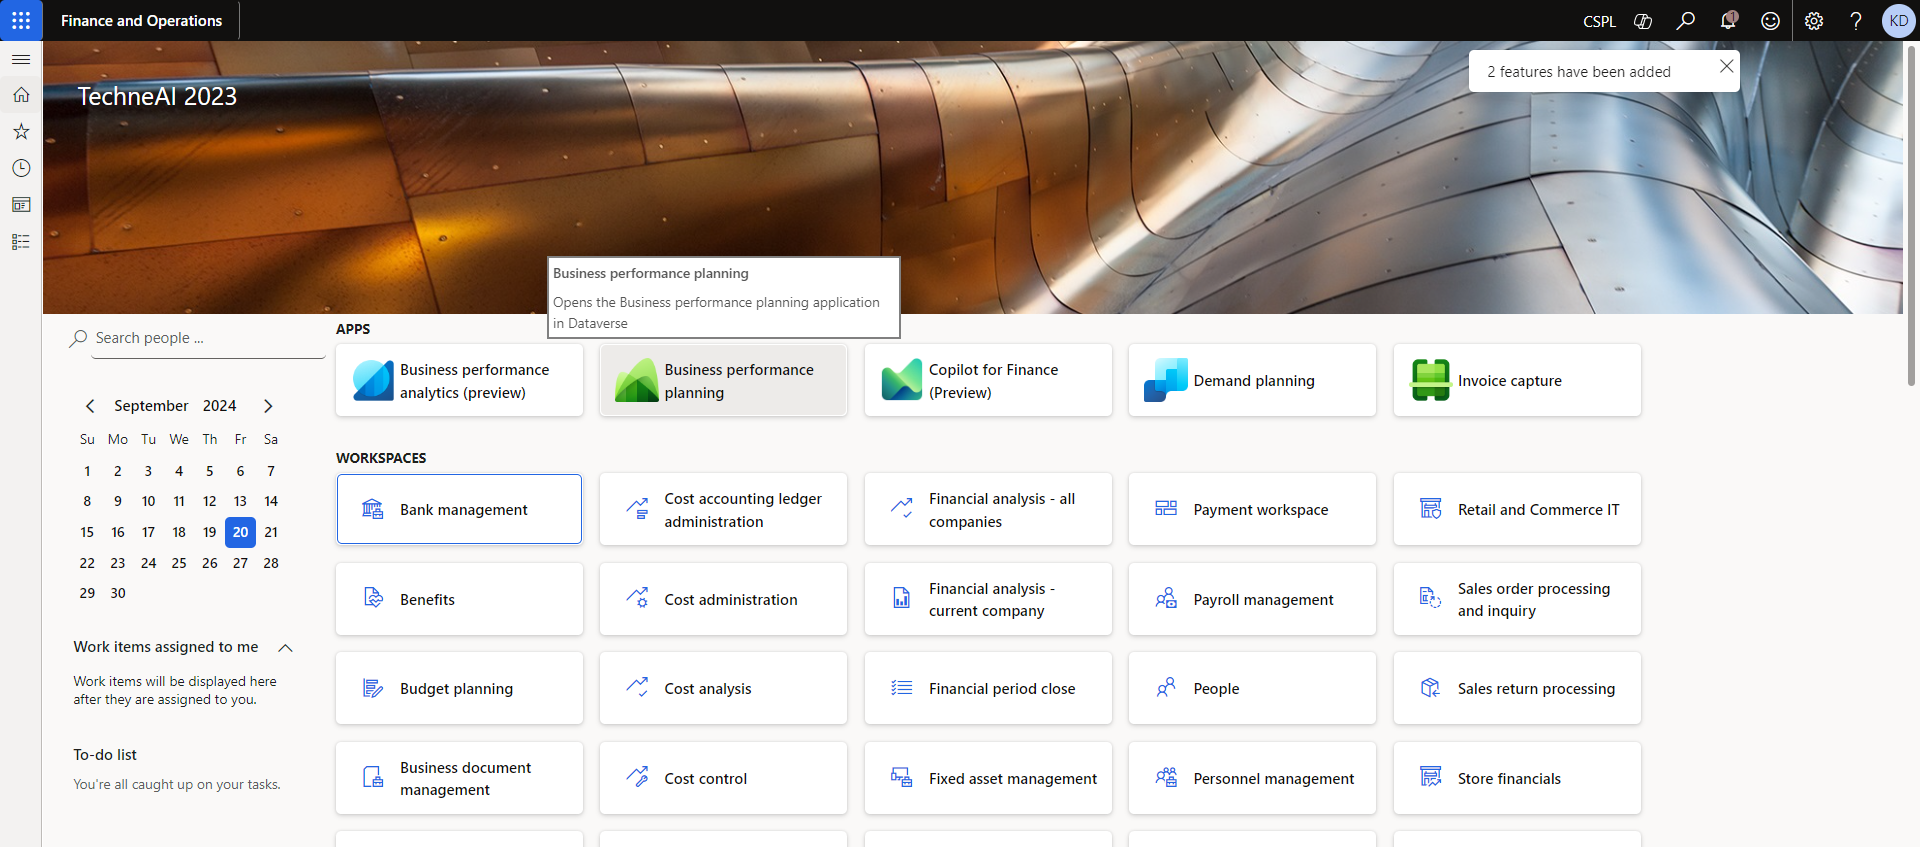 Finance and Operations
CSPL
1
?
KD
TechneAI 2023
2 features have been added
Business performance planning
Opens the Business performance planning application
in Dataverse
Search people ...
September 2024
Su Mo Tu We Th Fr Sa
1 2 3 4 5 6 7
8 9 10 11 12 13 14
15 16 17 18 19 20 21
22 23 24 25 26 27 28
29 30
Work items assigned to me
Work items will be displayed here
after they are assigned to you.
To-do list
You're all caught up on your tasks.
APPS
Business performance
analytics (preview)
Business performance
planning
Copilot for Finance
(Preview)
Demand planning
Invoice capture
WORKSPACES
Bank management
Cost accounting ledger
administration
Financial analysis - all
companies
Payment workspace
Retail and Commerce IT
Benefits
Cost administration
Financial analysis -
current company
Payroll management
Sales order processing
and inquiry
Budget planning
Cost analysis
Financial period close
People
Sales return processing
Business document
management
Cost control
Fixed asset management
Personnel management
Store financials